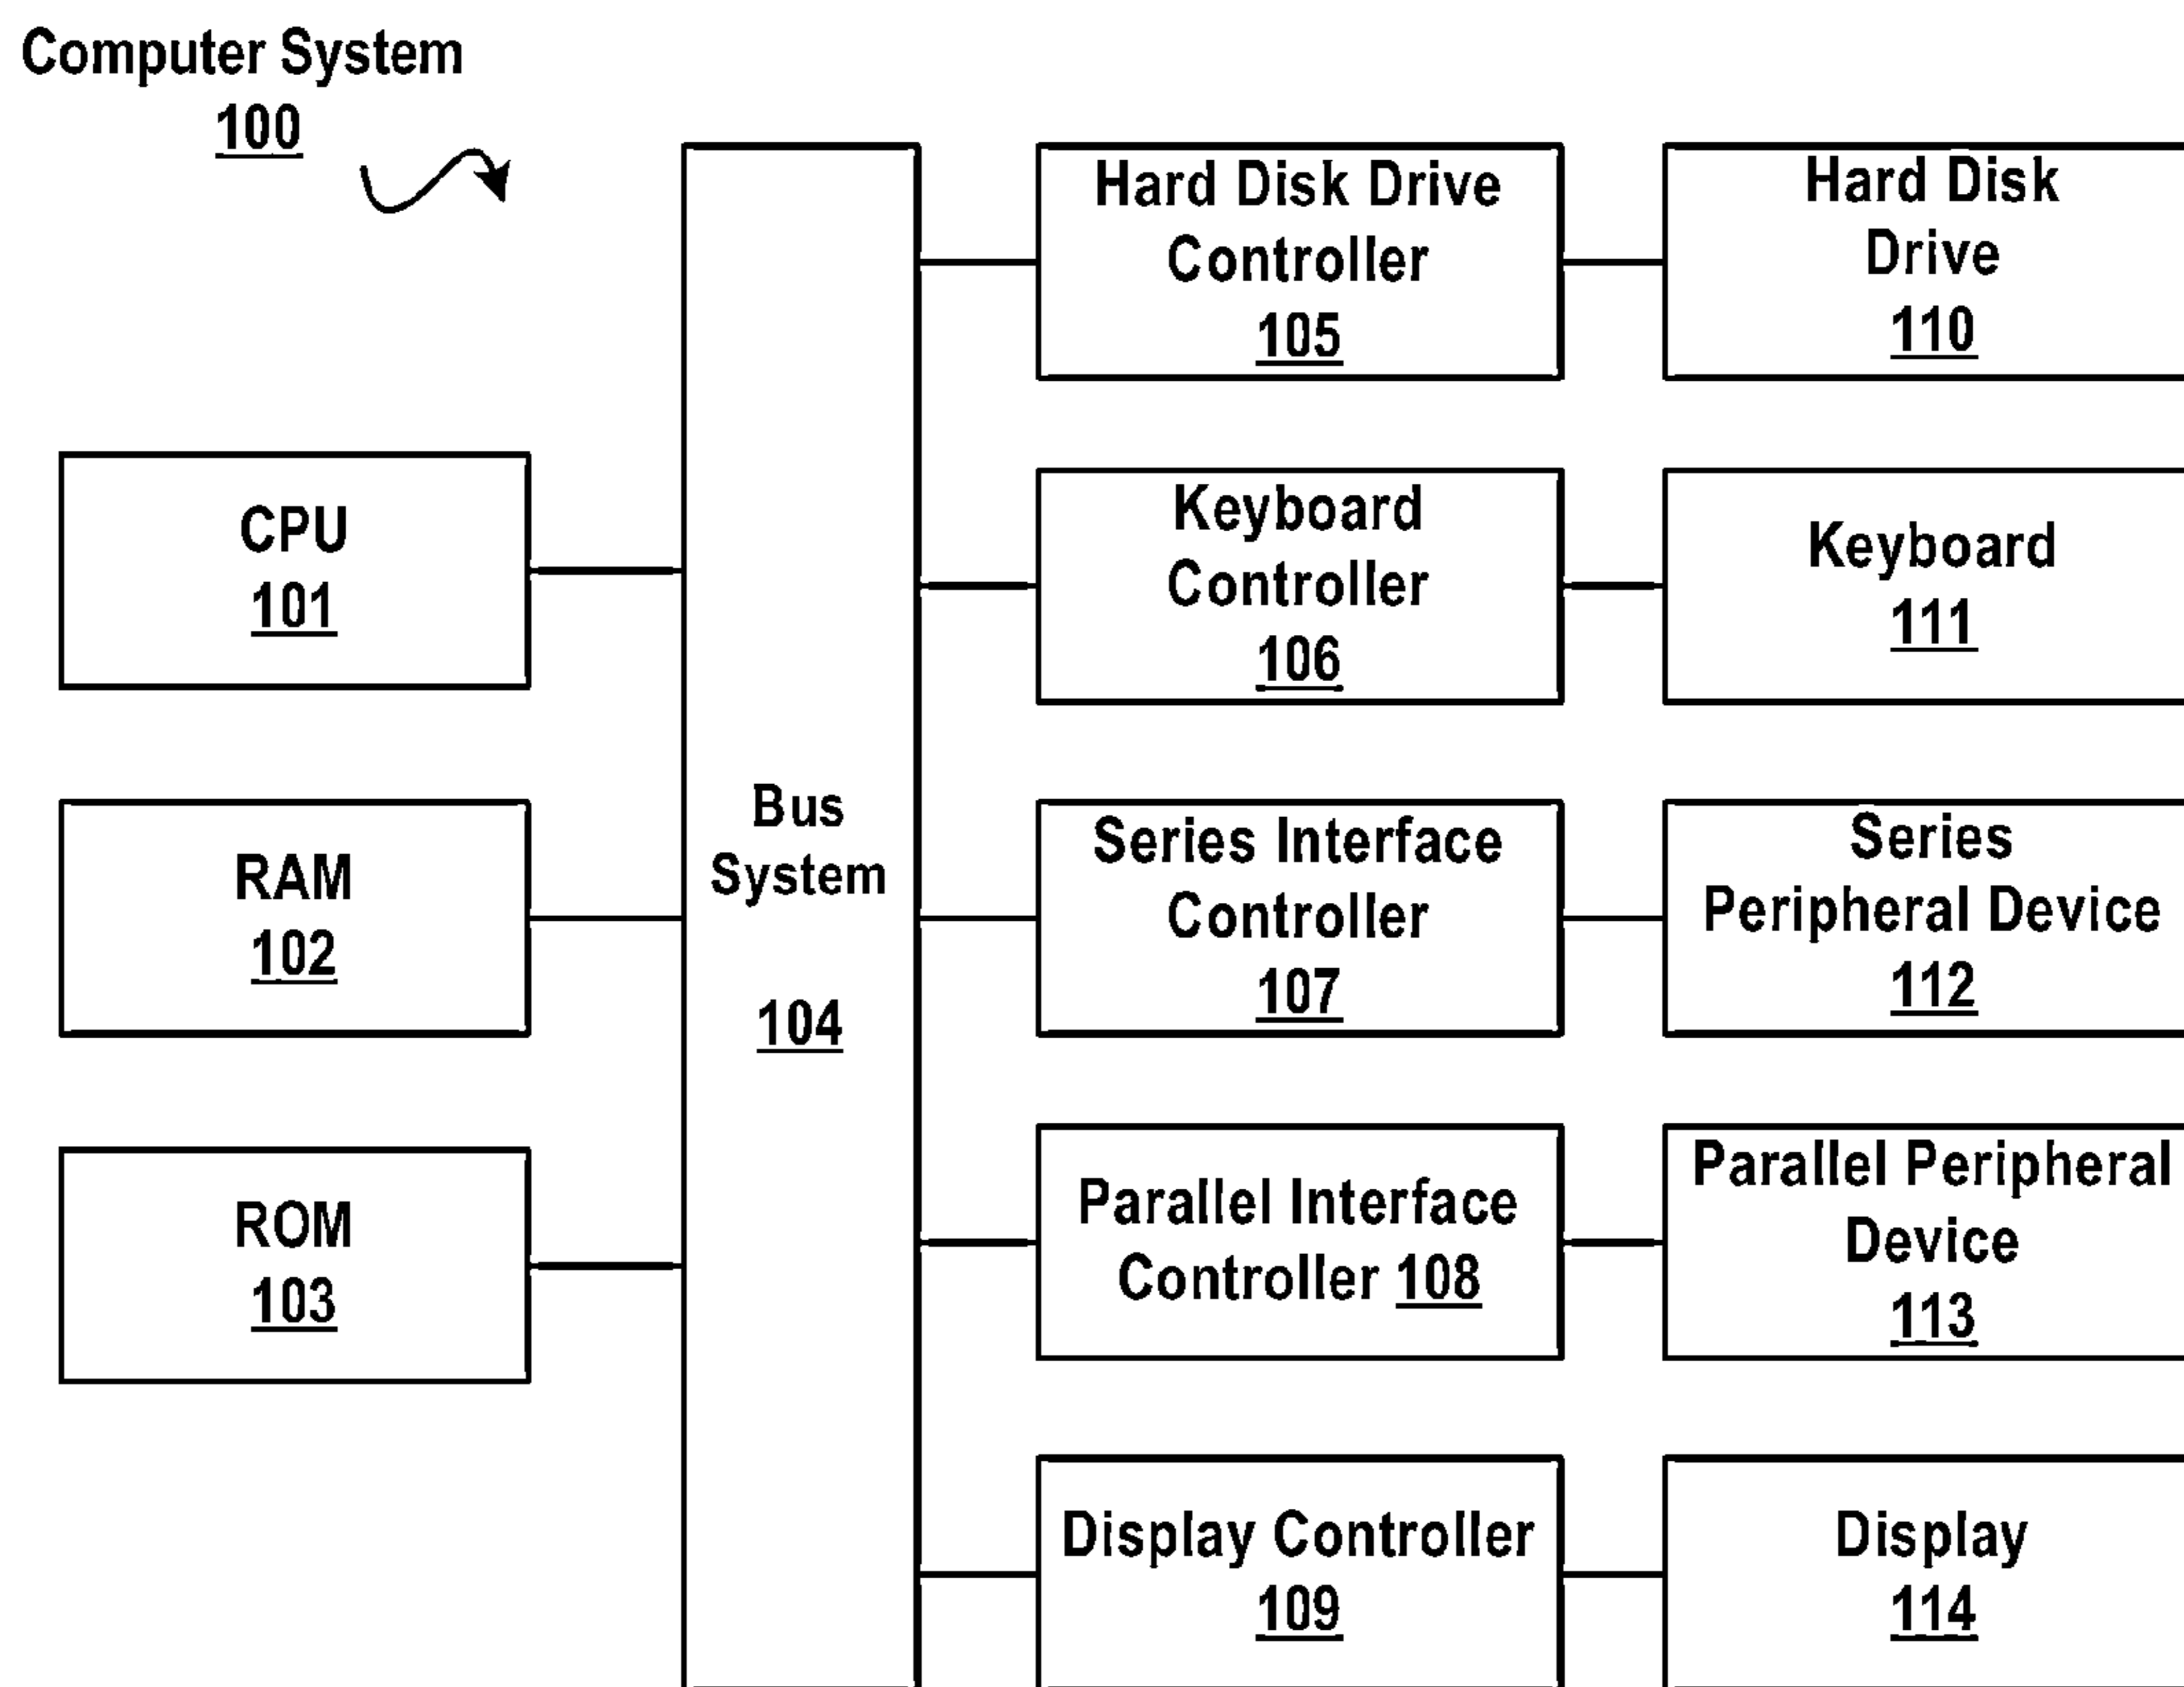 Computer System
100
CPU
101
RAM
102
ROM
103
Bus
System
104
Hard Disk Drive
Controller
105
Keyboard
Controller
106
Series Interface
Controller
107
Parallel Interface
Controller 108
Display Controller
109
Hard Disk
Drive
110
Keyboard
111
Series
Peripheral Device
112
Parallel Peripheral
Device
113
Display
114